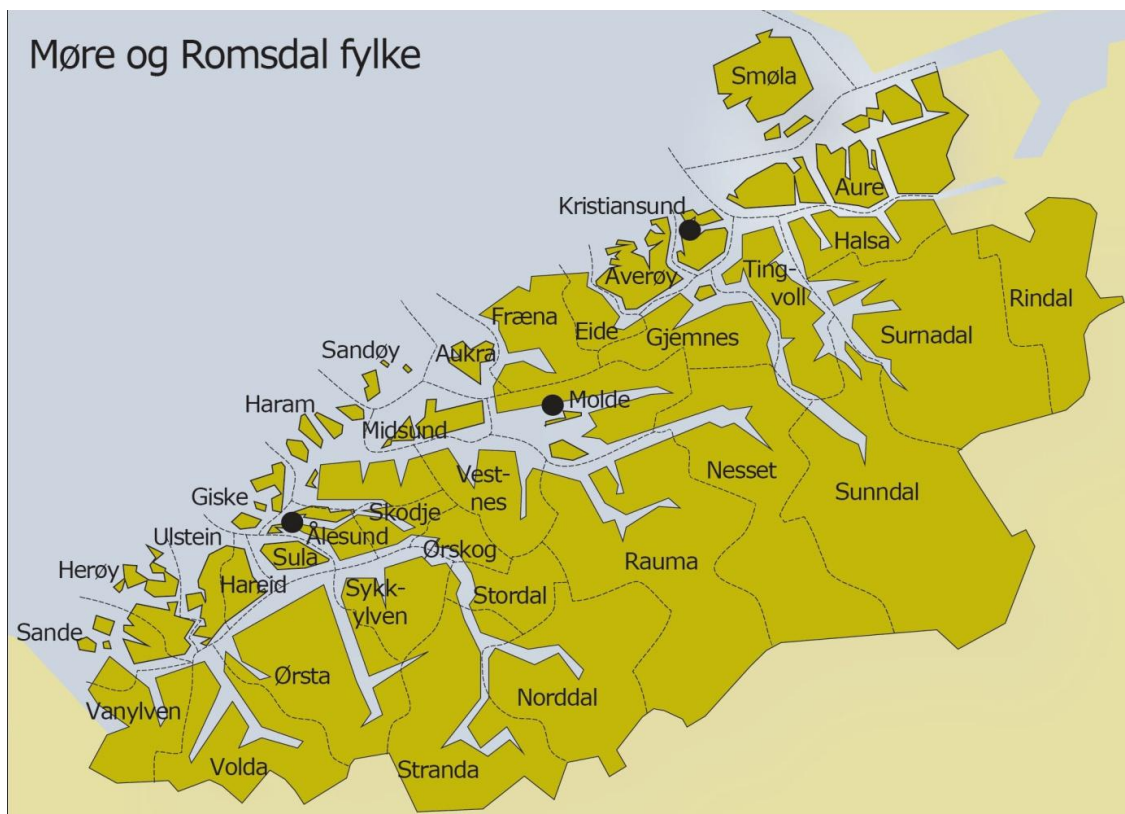 Møre og Romsdal fylke
Smøla
Aure
Kristiansund
Halsa
Averøy
Ting-
voll
Rindal
Fræna
Eide
Gjemnes
Surnadal
Sandøy
Aukra
Haram
Molde
Midsund
Vest-
nes
Nesset
Sunndal
Giske
Skodje
Ålesund
Ulstein
Ørskog
Sula
Rauma
Herøy
Hareid
Sykk-
ylven
Stordal
Sande
Ørsta
Norddal
Vanylven
Volda
Stranda